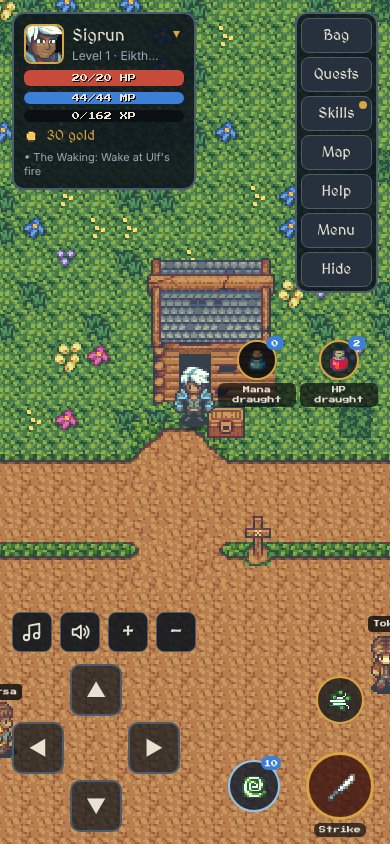 Sigrun
Level 1 · Eikth...
20/20 HP
44/44 MP
0/162 XP
30 gold
• The Waking: Wake at Ulf's
fire
Bag
Quests
Skills
Map
Help
Menu
Hide
0
2
Mana
draught
HP
draught
+
−
Tok
rsa
10
Strike